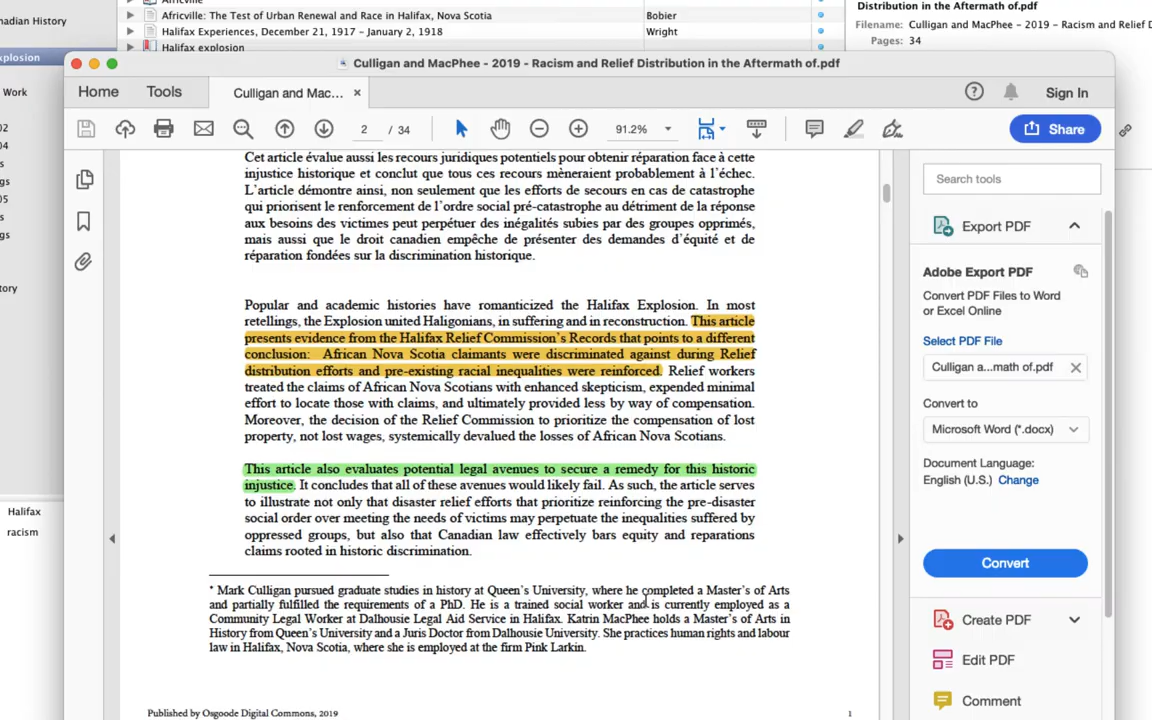 nadian History
Africville
Africville: The Test of Urban Renewal and Race in Halifax, Nova Scotia Bobier
Halifax Experiences, December 21, 1917 – January 2, 1918 Wright
Halifax explosion
Distribution in the Aftermath of.pdf
Filename: Culligan and MacPhee - 2019 - Racism and Relief D
Pages: 34
xplosion
Work
02
04
s
gs
05
s
gs
tory
Halifax
racism
Culligan and MacPhee - 2019 - Racism and Relief Distribution in the Aftermath of.pdf
Home Tools Culligan and Mac... × Sign In
2 / 34 91.2% Share
Cet article évalue aussi les recours juridiques potentiels pour obtenir réparation face à cette
injustice historique et conclut que tous ces recours mèneraient probablement à l'échec.
L'article démontre ainsi, non seulement que les efforts de secours en cas de catastrophe
qui priorisent le renforcement de l'ordre social pré-catastrophe au détriment de la réponse
aux besoins des victimes peut perpétuer des inégalités subies par des groupes opprimés,
mais aussi que le droit canadien empêche de présenter des demandes d'équité et de
réparation fondées sur la discrimination historique.
Popular and academic histories have romanticized the Halifax Explosion. In most
retellings, the Explosion united Haligonians, in suffering and in reconstruction. This article
presents evidence from the Halifax Relief Commission's Records that points to a different
conclusion: African Nova Scotia claimants were discriminated against during Relief
distribution efforts and pre-existing racial inequalities were reinforced. Relief workers
treated the claims of African Nova Scotians with enhanced skepticism, expended minimal
effort to locate those with claims, and ultimately provided less by way of compensation.
Moreover, the decision of the Relief Commission to prioritize the compensation of lost
property, not lost wages, systemically devalued the losses of African Nova Scotians.
This article also evaluates potential legal avenues to secure a remedy for this historic
injustice. It concludes that all of these avenues would likely fail. As such, the article serves
to illustrate not only that disaster relief efforts that prioritize reinforcing the pre-disaster
social order over meeting the needs of victims may perpetuate the inequalities suffered by
oppressed groups, but also that Canadian law effectively bars equity and reparations
claims rooted in historic discrimination.
* Mark Culligan pursued graduate studies in history at Queen's University, where he completed a Master's of Arts
and partially fulfilled the requirements of a PhD. He is a trained social worker and is currently employed as a
Community Legal Worker at Dalhousie Legal Aid Service in Halifax. Katrin MacPhee holds a Master's of Arts in
History from Queen's University and a Juris Doctor from Dalhousie University. She practices human rights and labour
law in Halifax, Nova Scotia, where she is employed at the firm Pink Larkin.
Published by Osgoode Digital Commons, 2019 1
Search tools
Export PDF
Adobe Export PDF
Convert PDF Files to Word
or Excel Online
Select PDF File
Culligan a...math of.pdf ×
Convert to
Microsoft Word (*.docx)
Document Language:
English (U.S.) Change
Convert
Create PDF
Edit PDF
Comment